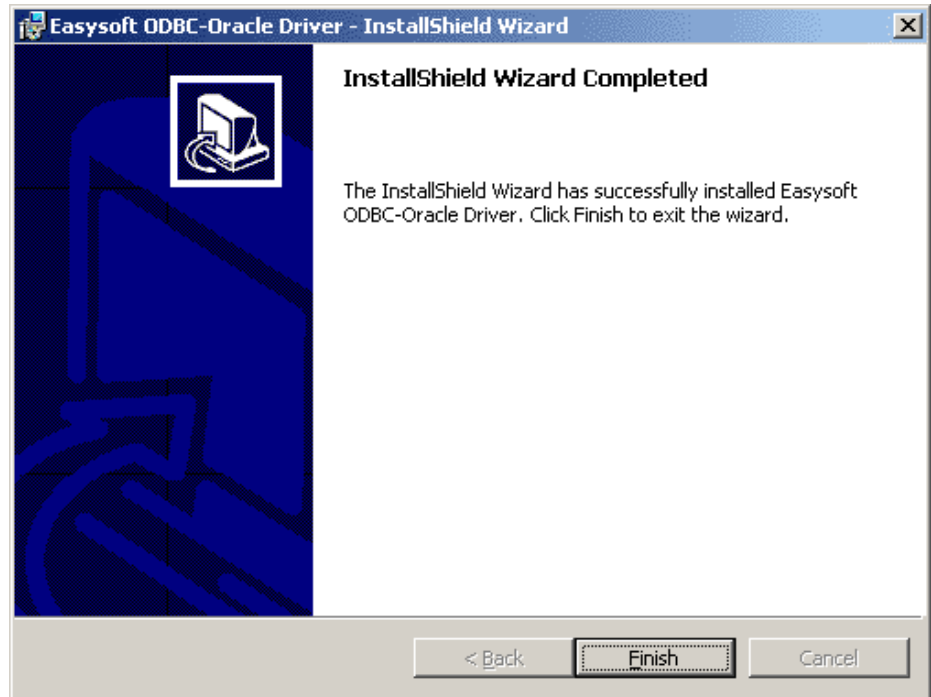 Easysoft ODBC-Oracle Driver - InstallShield Wizard
InstallShield Wizard Completed
The InstallShield Wizard has successfully installed Easysoft
ODBC-Oracle Driver. Click Finish to exit the wizard.
< Back
Finish
Cancel